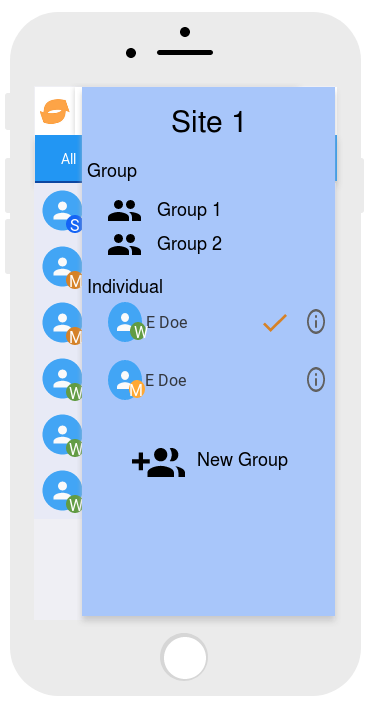 Site 1
All
Group
S
Group 1
Group 2
M
Individual
M
W E Doe
W
M E Doe
W
New Group
W